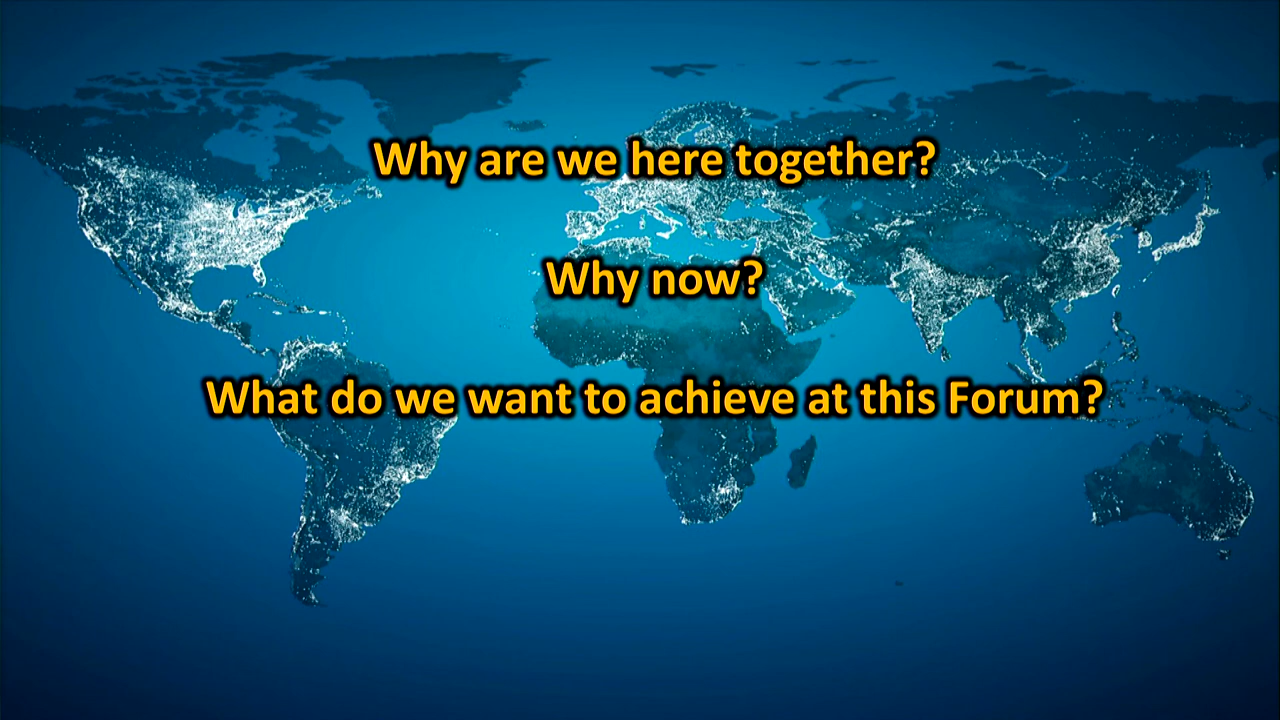 Why are we here together?
Why now?
What do we want to achieve at this Forum?